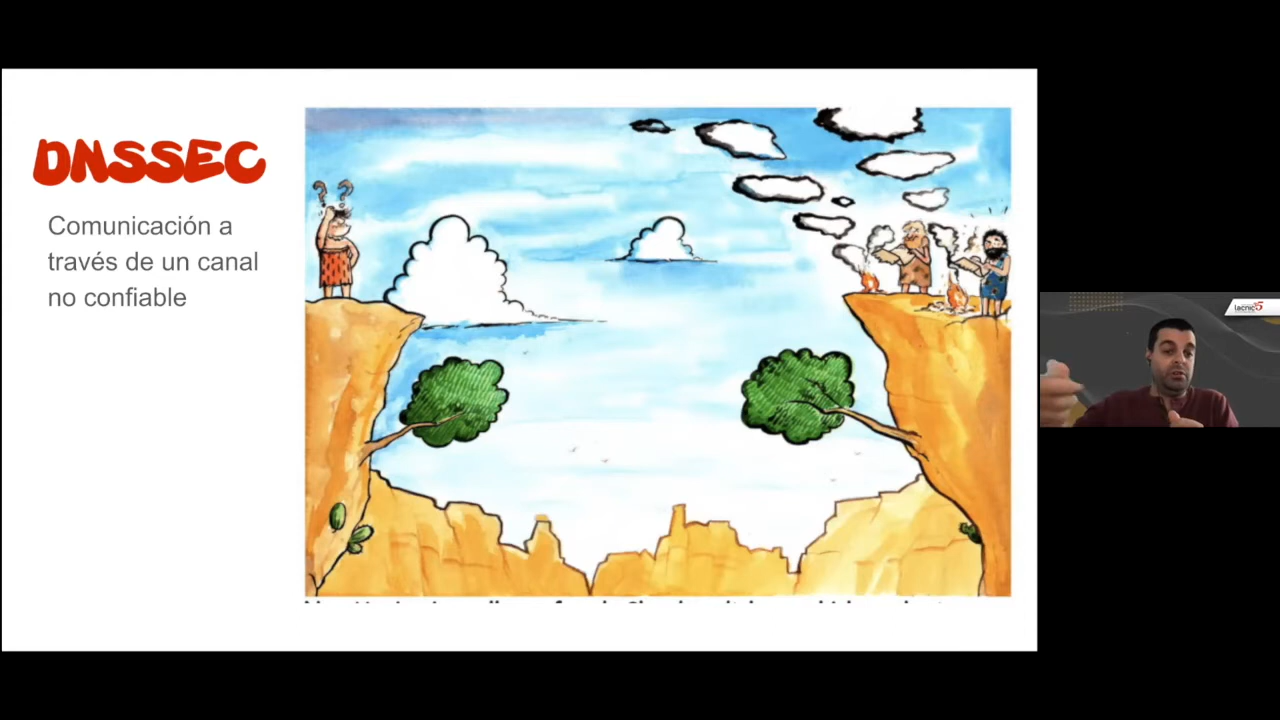 DNSSEC
Comunicación a
través de un canal
no confiable
? ?
lacnic